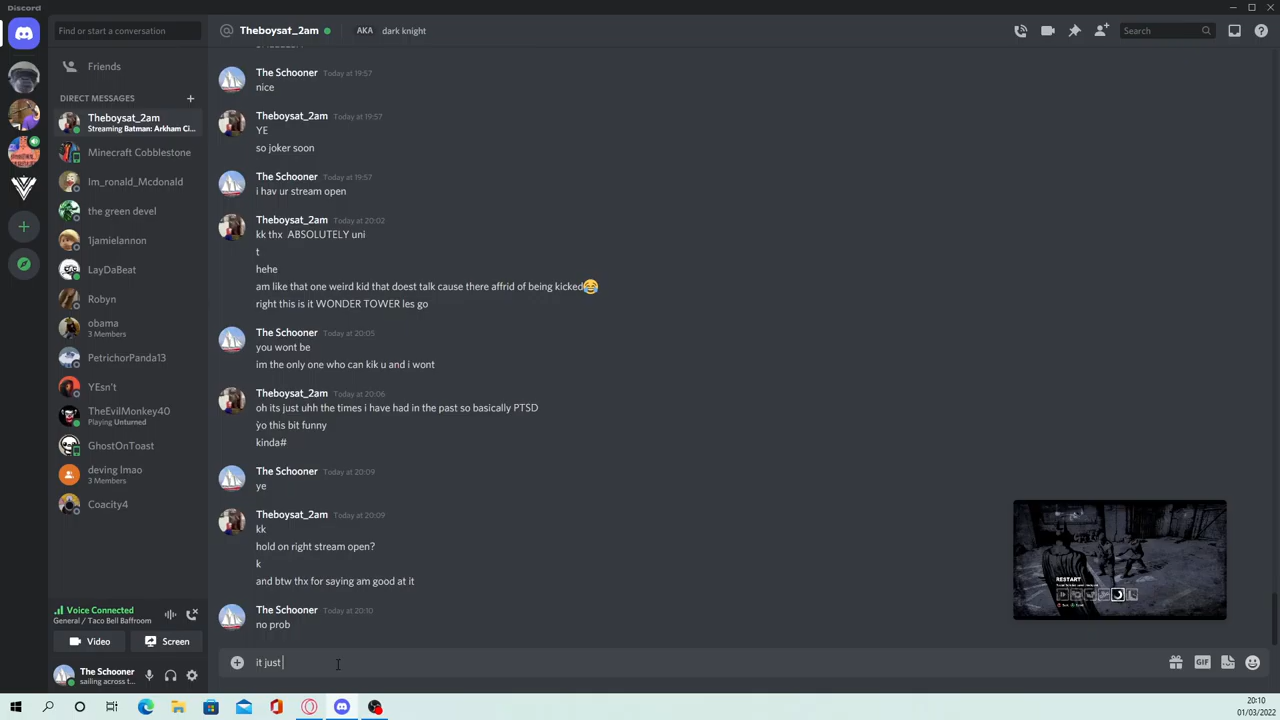 Discord
Find or start a conversation
Theboysat_2am
AKA dark knight
Search
Friends
DIRECT MESSAGES
Theboysat_2am
Streaming Batman: Arkham Ci...
Minecraft Cobblestone
Im_ronald_Mcdonald
the green devel
1jamielannon
LayDaBeat
Robyn
obama
3 Members
PetrichorPanda13
YEsn't
TheEvilMonkey40
Playing Unturned
GhostOnToast
deving lmao
3 Members
Coacity4
Voice Connected
General / Taco Bell Baffroom
Video
Screen
The Schooner
sailing across t...
The Schooner Today at 19:57
nice
Theboysat_2am Today at 19:57
YE
so joker soon
The Schooner Today at 19:57
i hav ur stream open
Theboysat_2am Today at 20:02
kk thx ABSOLUTELY uni
t
hehe
am like that one weird kid that doest talk cause there affrid of being kicked😂
right this is it WONDER TOWER les go
The Schooner Today at 20:05
you wont be
im the only one who can kik u and i wont
Theboysat_2am Today at 20:06
oh its just uhh the times i have had in the past so basically PTSD
yo this bit funny
kinda#
The Schooner Today at 20:09
ye
Theboysat_2am Today at 20:09
kk
hold on right stream open?
k
and btw thx for saying am good at it
The Schooner Today at 20:10
no prob
it just
GIF
RESTART
20:10
01/03/2022